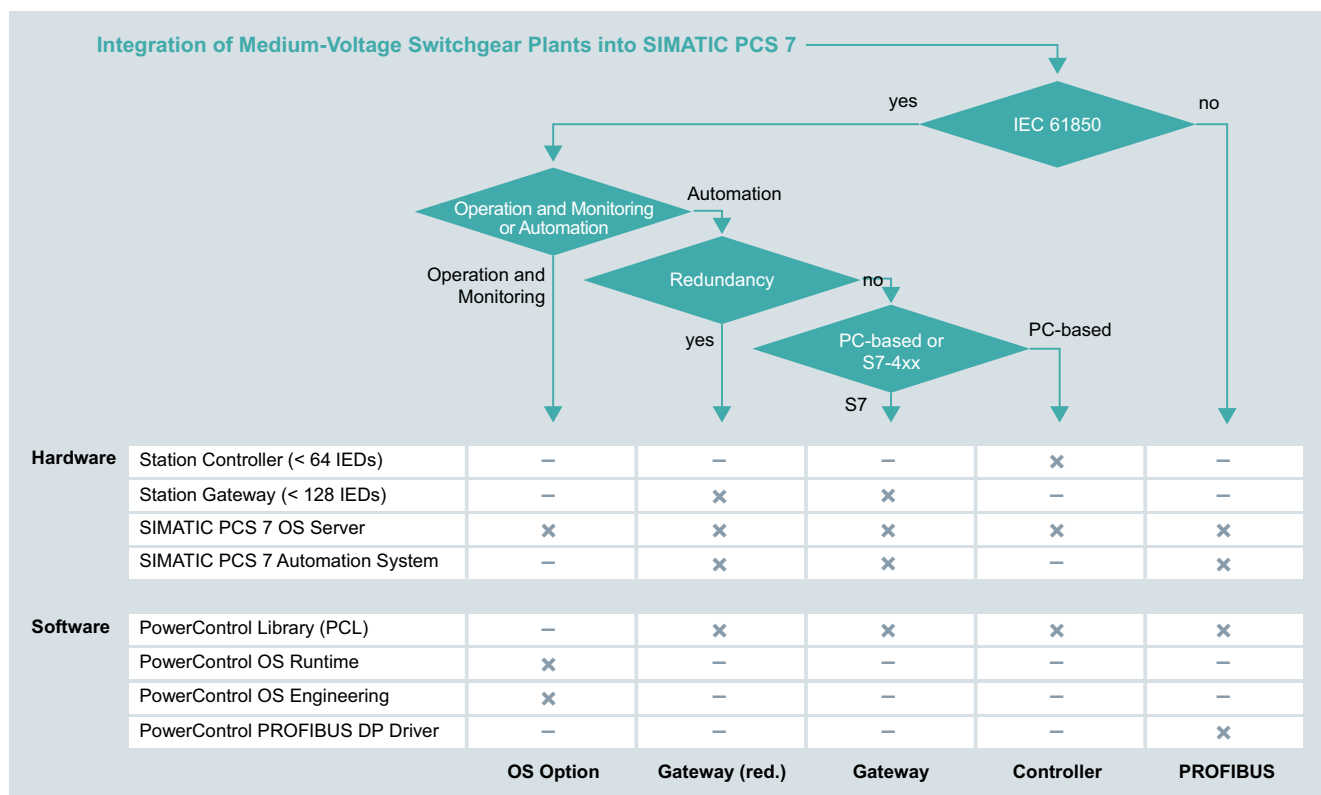 Integration of Medium-Voltage Switchgear Plants into SIMATIC PCS 7
yes
no
IEC 61850
Operation and Monitoring
or Automation
Automation
Operation and
Monitoring
Redundancy
no
yes
PC-based or
S7-4xx
PC-based
S7
Hardware
Station Controller (< 64 IEDs) – – – × –
Station Gateway (< 128 IEDs) – × × – –
SIMATIC PCS 7 OS Server × × × × ×
SIMATIC PCS 7 Automation System – × × – ×
Software
PowerControl Library (PCL) – × × × ×
PowerControl OS Runtime × – – – –
PowerControl OS Engineering × – – – –
PowerControl PROFIBUS DP Driver – – – – ×
OS Option Gateway (red.) Gateway Controller PROFIBUS